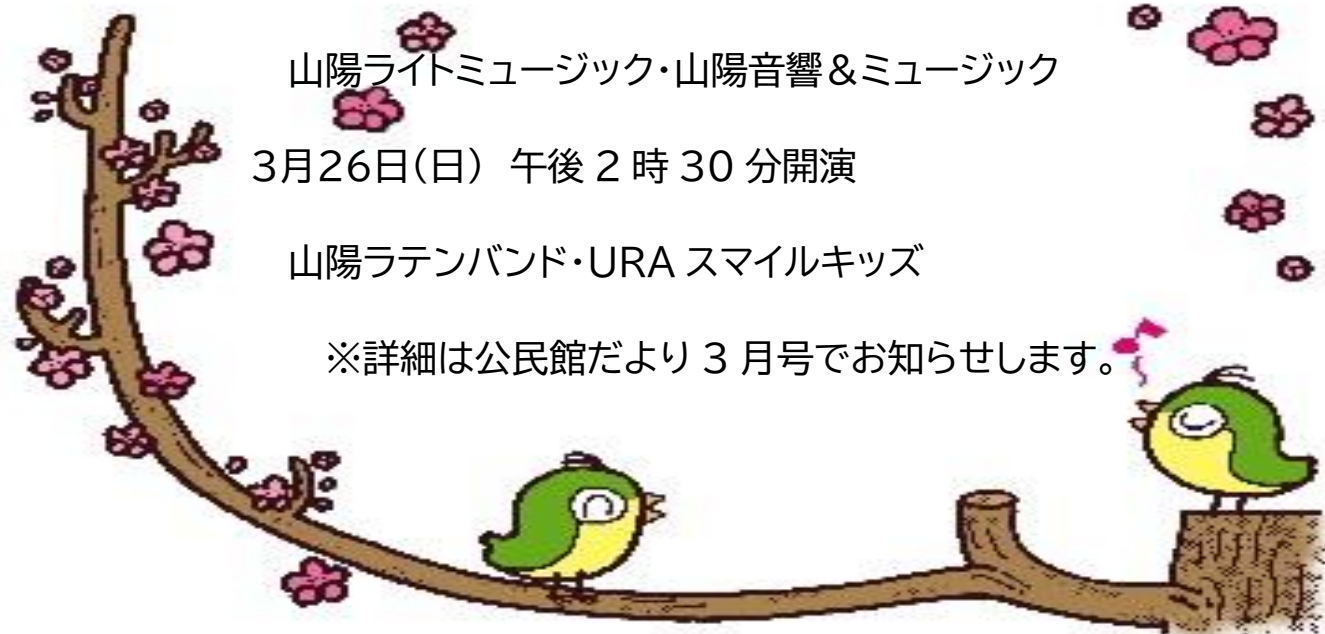 山陽ライトミュージック・山陽音響&ミュージック
3月26日(日) 午後 2 時 30 分開演
山陽ラテンバンド・URA スマイルキッズ
※詳細は公民館だより 3 月号でお知らせします。